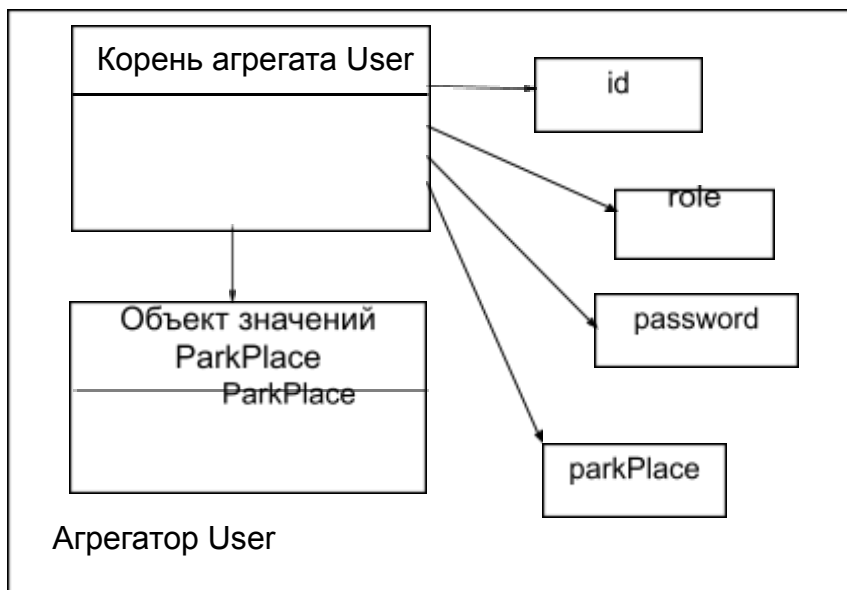 Корень агрегата User
id
role
password
Объект значений
ParkPlace
ParkPlace
parkPlace
Агрегатор User